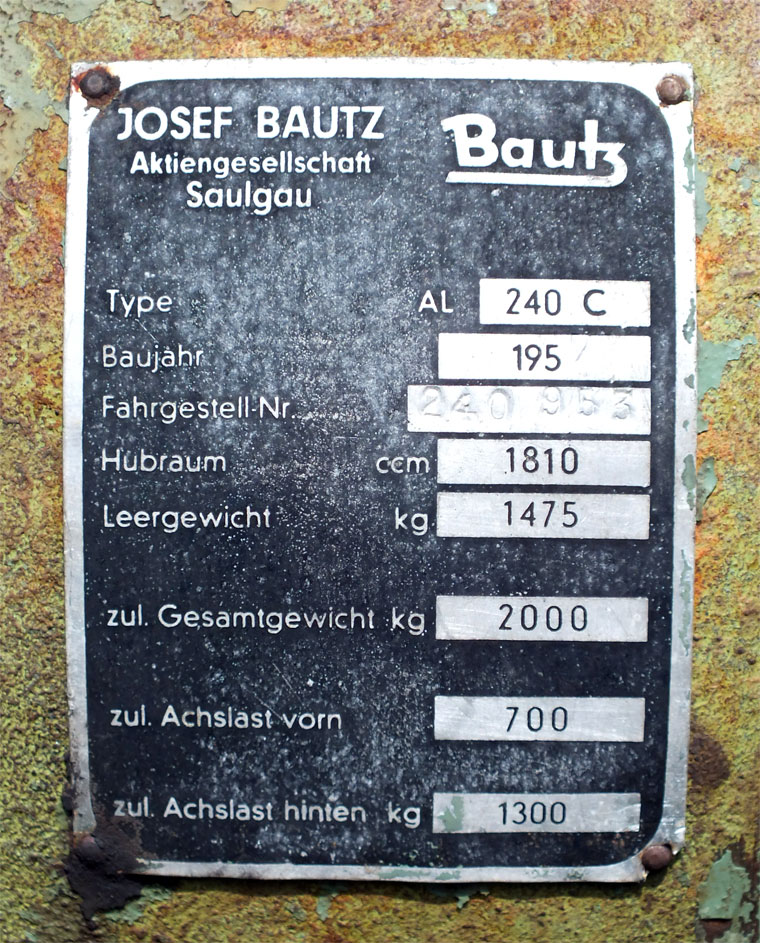 JOSEF BAUTZ
Aktiengesellschaft
Saulgau
Bautz
Type AL 240 C
Baujahr 195
Fahrgestell-Nr. 240 953
Hubraum ccm 1810
Leergewicht kg 1475
zul. Gesamtgewicht kg 2000
zul. Achslast vorn 700
zul. Achslast hinten kg 1300